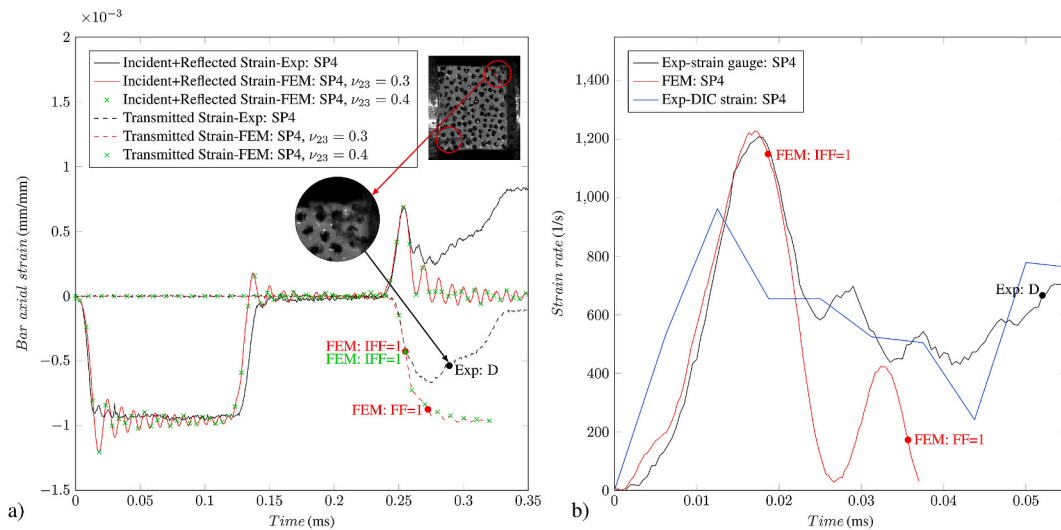 ×10⁻³
2
1.5
1
0.5
0
−0.5
−1
−1.5
0
0.05
0.1
0.15
0.2
0.25
0.3
0.35
Bar axial strain (mm/mm)
Time (ms)
Incident+Reflected Strain-Exp: SP4
Incident+Reflected Strain-FEM: SP4, ν₂₃ = 0.3
Incident+Reflected Strain-FEM: SP4, ν₂₃ = 0.4
Transmitted Strain-Exp: SP4
Transmitted Strain-FEM: SP4, ν₂₃ = 0.3
Transmitted Strain-FEM: SP4, ν₂₃ = 0.4
FEM: IFF=1
FEM: IFF=1
Exp: D
FEM: FF=1
a)
1,400
1,200
1,000
800
600
400
200
0
0
0.01
0.02
0.03
0.04
0.05
Strain rate (1/s)
Time (ms)
Exp-strain gauge: SP4
FEM: SP4
Exp-DIC strain: SP4
FEM: IFF=1
Exp: D
FEM: FF=1
b)